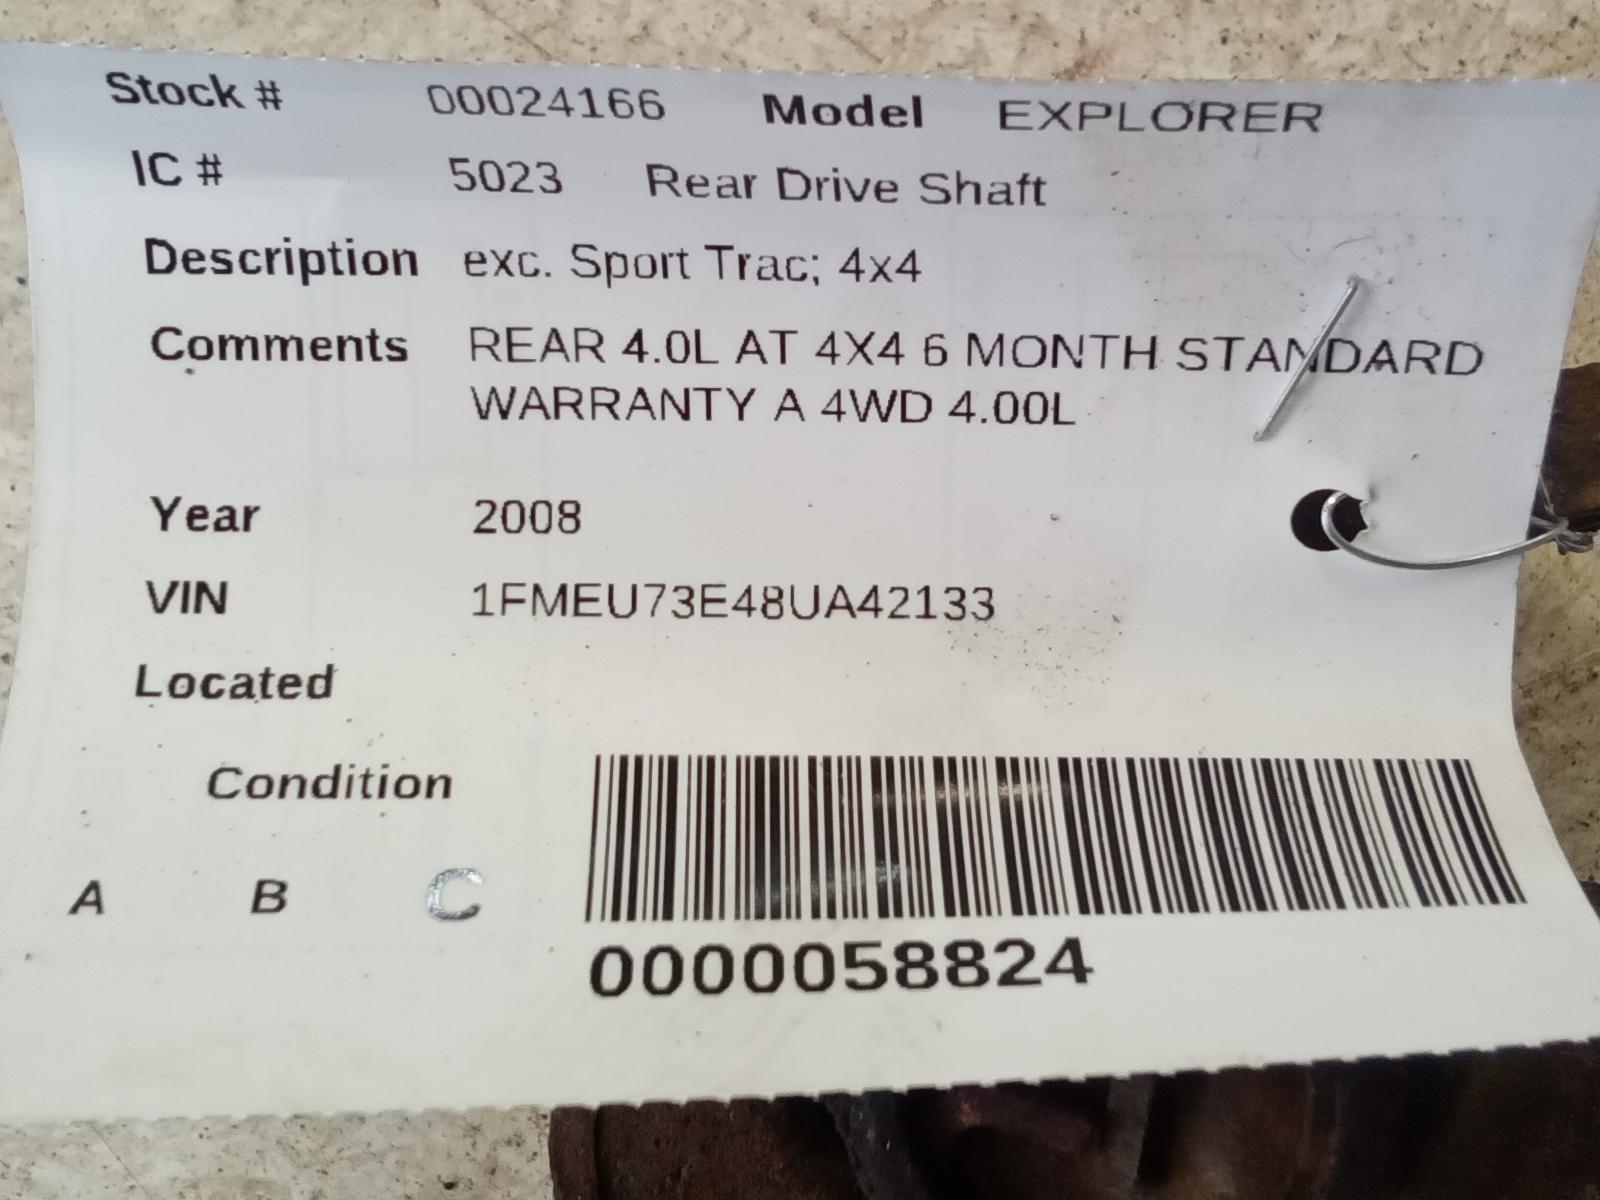 Stock # 00024166 Model EXPLORER
IC # 5023 Rear Drive Shaft
Description exc. Sport Trac; 4x4
Comments REAR 4.0L AT 4X4 6 MONTH STANDARD
WARRANTY A 4WD 4.00L
Year 2008
VIN 1FMEU73E48UA42133
Located
Condition
A B C
0000058824